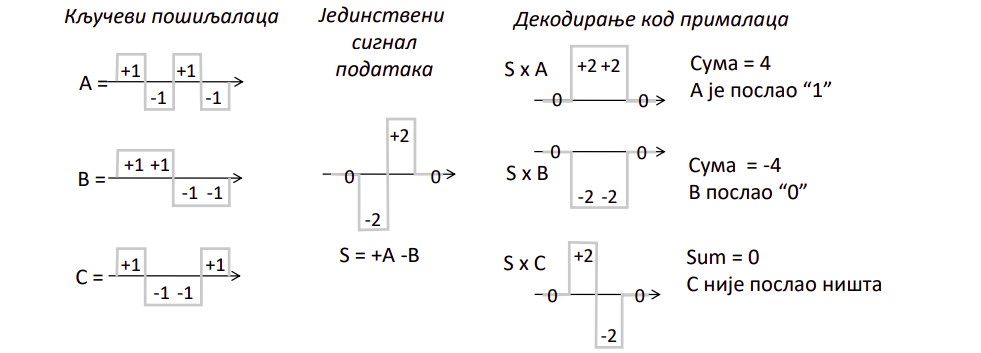 Кључеви пошиљалаца
A =
+1
-1
+1
-1
B =
+1 +1
-1 -1
C =
+1
-1 -1
+1
Јединствени
сигнал
података
0
-2
+2
0
S = +A -B
Декодирање код прималаца
S x A
0
+2 +2
0
Сума = 4
А је послао “1”
S x B
0
-2 -2
0
Сума = -4
B послао “0”
S x C
0
+2
-2
0
Sum = 0
C није послао ништа